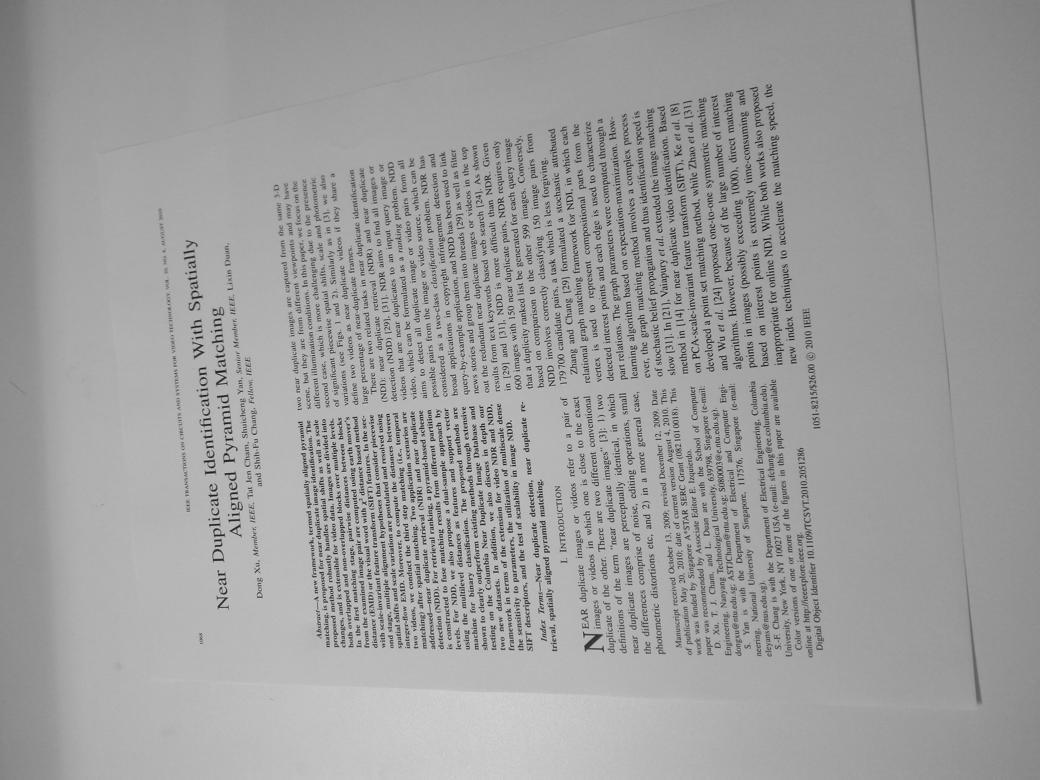 1068
IEEE TRANSACTIONS ON CIRCUITS AND SYSTEMS FOR VIDEO TECHNOLOGY, VOL. 20, NO. 8, AUGUST 2010
Near Duplicate Identification With Spatially
Aligned Pyramid Matching
Dong Xu, Member, IEEE, Tat Jen Cham, Shuicheng Yan, Senior Member, IEEE, Lixin Duan,
and Shih-Fu Chang, Fellow, IEEE
Abstract—A new framework, termed spatially aligned pyramid
matching, is proposed for near duplicate image identification. The
proposed method robustly handles spatial shifts as well as scale
changes, and is extensible for video data. Images are divided into
both overlapped and non-overlapped blocks over multiple levels.
In the first matching stage, pairwise distances between blocks
from the examined image pair are computed using earth mover's
distance (EMD) or the visual word with χ² distance based method
with scale-invariant feature transform (SIFT) features. In the sec-
ond stage, multiple alignment hypotheses that consider piecewise
spatial shifts and scale variation are postulated and resolved using
integer-flow EMD. Moreover, to compute the distances between
two videos, we conduct the third step matching (i.e., temporal
matching) after spatial matching. Two application scenarios are
addressed—near duplicate retrieval (NDR) and near duplicate
detection (NDD). For retrieval ranking, a pyramid-based scheme
is constructed to fuse matching results from different partition
levels. For NDD, we also propose a dual-sample approach by
using the multilevel distances as features and support vector
machine for binary classification. The proposed methods are
shown to clearly outperform existing methods through extensive
testing on the Columbia Near Duplicate Image Database and
two new datasets. In addition, we also discuss in depth our
framework in terms of the extension for video NDR and NDD,
the sensitivity to parameters, the utilization of multiscale dense
SIFT descriptors, and the test of scalability in image NDD.
Index Terms—Near duplicate detection, near duplicate re-
trieval, spatially aligned pyramid matching.
I. INTRODUCTION
NEAR duplicate images or videos refer to a pair of
images or videos in which one is close to the exact
duplicate of the other. There are two different conventional
definitions of the term "near duplicate images" [3]: 1) two
near duplicate images are perceptually identical, in which
the differences comprise of noise, editing operations, small
photometric distortions etc, and 2) in a more general case,
Manuscript received October 13, 2009; revised December 12, 2009. Date
of publication May 20, 2010; date of current version August 4, 2010. This
work was funded by Singapore A*STAR SERC Grant (082 101 0018). This
paper was recommended by Associate Editor E. Izquierdo.
D. Xu, T. J. Cham, and L. Duan are with the School of Computer
Engineering, Nanyang Technological University, 639798, Singapore (e-mail:
dongxu@ntu.edu.sg; ASTJCham@ntu.edu.sg; S080003@e.ntu.edu.sg).
S. Yan is with the Department of Electrical and Computer Engi-
neering, National University of Singapore, 117576, Singapore (e-mail:
eleyans@nus.edu.sg).
S.-F. Chang is with the Department of Electrical Engineering, Columbia
University, New York, NY 10027 USA (e-mail: sfchang@ee.columbia.edu).
Color versions of one or more of the figures in this paper are available
online at http://ieeexplore.ieee.org.
Digital Object Identifier 10.1109/TCSVT.2010.2051286
two near duplicate images are captured from the same 3-D
scene, but they are from different viewpoints and may have
different illumination conditions. In this paper, we focus on the
second case, which is more challenging due to the presence
of significant piecewise spatial shifts, scale and photometric
variations (see Figs. 1 and 2). Similarly as in [3], we also
define two videos as near duplicate videos if they share a
large percentage of near-duplicate frames.
There are two related tasks in near duplicate identification
(NDI): near duplicate retrieval (NDR) and near duplicate
detection (NDD) [29], [31]. NDR aims to find all images or
videos that are near duplicates to an input query image or
video, which can be formulated as a ranking problem. NDD
aims to detect all duplicate image or video pairs from all
possible pairs from the image or video source, which can be
considered as a two-class classification problem. NDR has
broad applications in copyright infringement detection and
query-by-example application, and NDD has been used to link
news stories and group them into threads [29] as well as filter
out the redundant near duplicate images or videos in the top
results from text keywords based web search [24]. As shown
in [29] and [31], NDD is more difficult than NDR. Given
600 images with 150 near duplicate pairs, NDR requires only
that a duplicity ranked list be generated for each query image
based on comparison to the other 599 images. Conversely,
NDD involves correctly classifying 150 image pairs from
179 700 candidate pairs, a task which is less forgiving.
Zhang and Chang [29] formulated a stochastic attributed
relational graph matching framework for NDI, in which each
vertex is used to represent compositional parts from the
detected interest points and each edge is used to characterize
part relations. The graph parameters were computed through a
learning algorithm based on expectation-maximization. How-
ever, the graph matching method involves a complex process
of stochastic belief propagation and thus identification speed is
slow [31]. In [21], Vaiapury et al. extended the image matching
method in [14] for near duplicate video identification. Based
on PCA-scale-invariant feature transform (SIFT), Ke et al. [8]
developed a point set matching method, while Zhao et al. [31]
and Wu et al. [24] proposed one-to-one symmetric matching
algorithms. However, because of the large number of interest
points in images (possibly exceeding 1000), direct matching
based on interest points is extremely time-consuming and
inappropriate for online NDI. While both works also proposed
new index techniques to accelerate the matching speed, the
1051-8215/$26.00 © 2010 IEEE